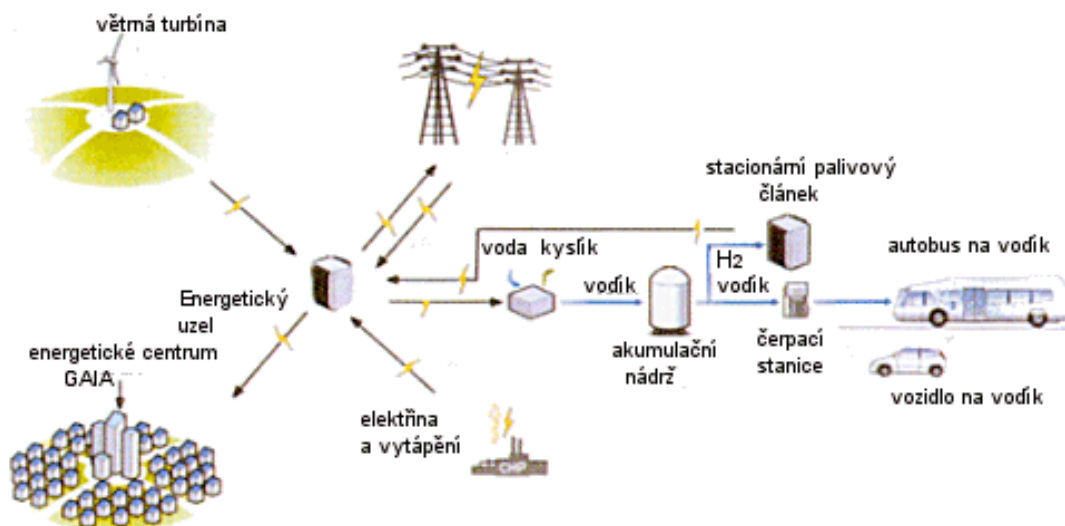 větrná turbína
stacionární palivový
článek
autobus na vodík
voda kyslík
H2
vodík
vodík
Energetický
uzel
akumulační
nádrž
čerpací
stanice
energetické centrum
GAIA
vozidlo na vodík
elektřina
a vytápění
CHP